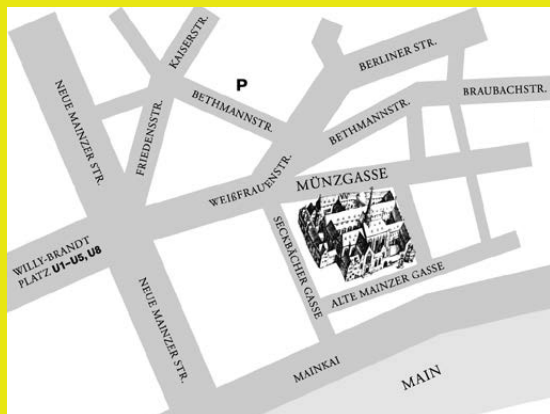 KAISERSTR.
NEUE MAINZER STR.
P
BERLINER STR.
BETHMANNSTR.
FRIEDENSSTR.
BRAUBACHSTR.
BETHMANNSTR.
WEIßFRAUENSTR.
MÜNZGASSE
WILLY-BRANDT
PLATZ U1–U5, U8
SECKBÄCHER GASSE
ALTE MAINZER GASSE
NEUE MAINZER STR.
MAINKAI
MAIN